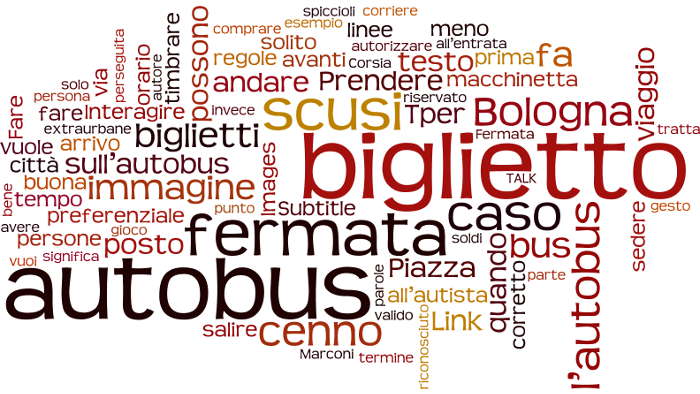 spiccioli
corriere
comprare
esempio
linee
meno
solito
autorizzare
all'entrata
regole
avanti
Corsia
testo
prima
fa
solo
via
perseguita
orario
autore
timbrare
possono
andare
Prendere
macchinetta
persona
Fare
fare
Interagire
invece
scusi
riservato
Tper
Bologna
viaggio
extraurbane
biglietti
Fermata
tratta
vuole
arrivo
città
sull'autobus
Images
biglietto
TALK
bene
buona
immagine
tempo
preferenziale
punto
Subtitle
caso
sedere
gesto
avere
gioco
persone
posto
fermata
soldi
bus
vuoi
significa
parole
Piazza
quando
corretto
parte
l'autobus
autobus
all'autista
valido
riconosciuto
Link
salire
cenno
Marconi
termine